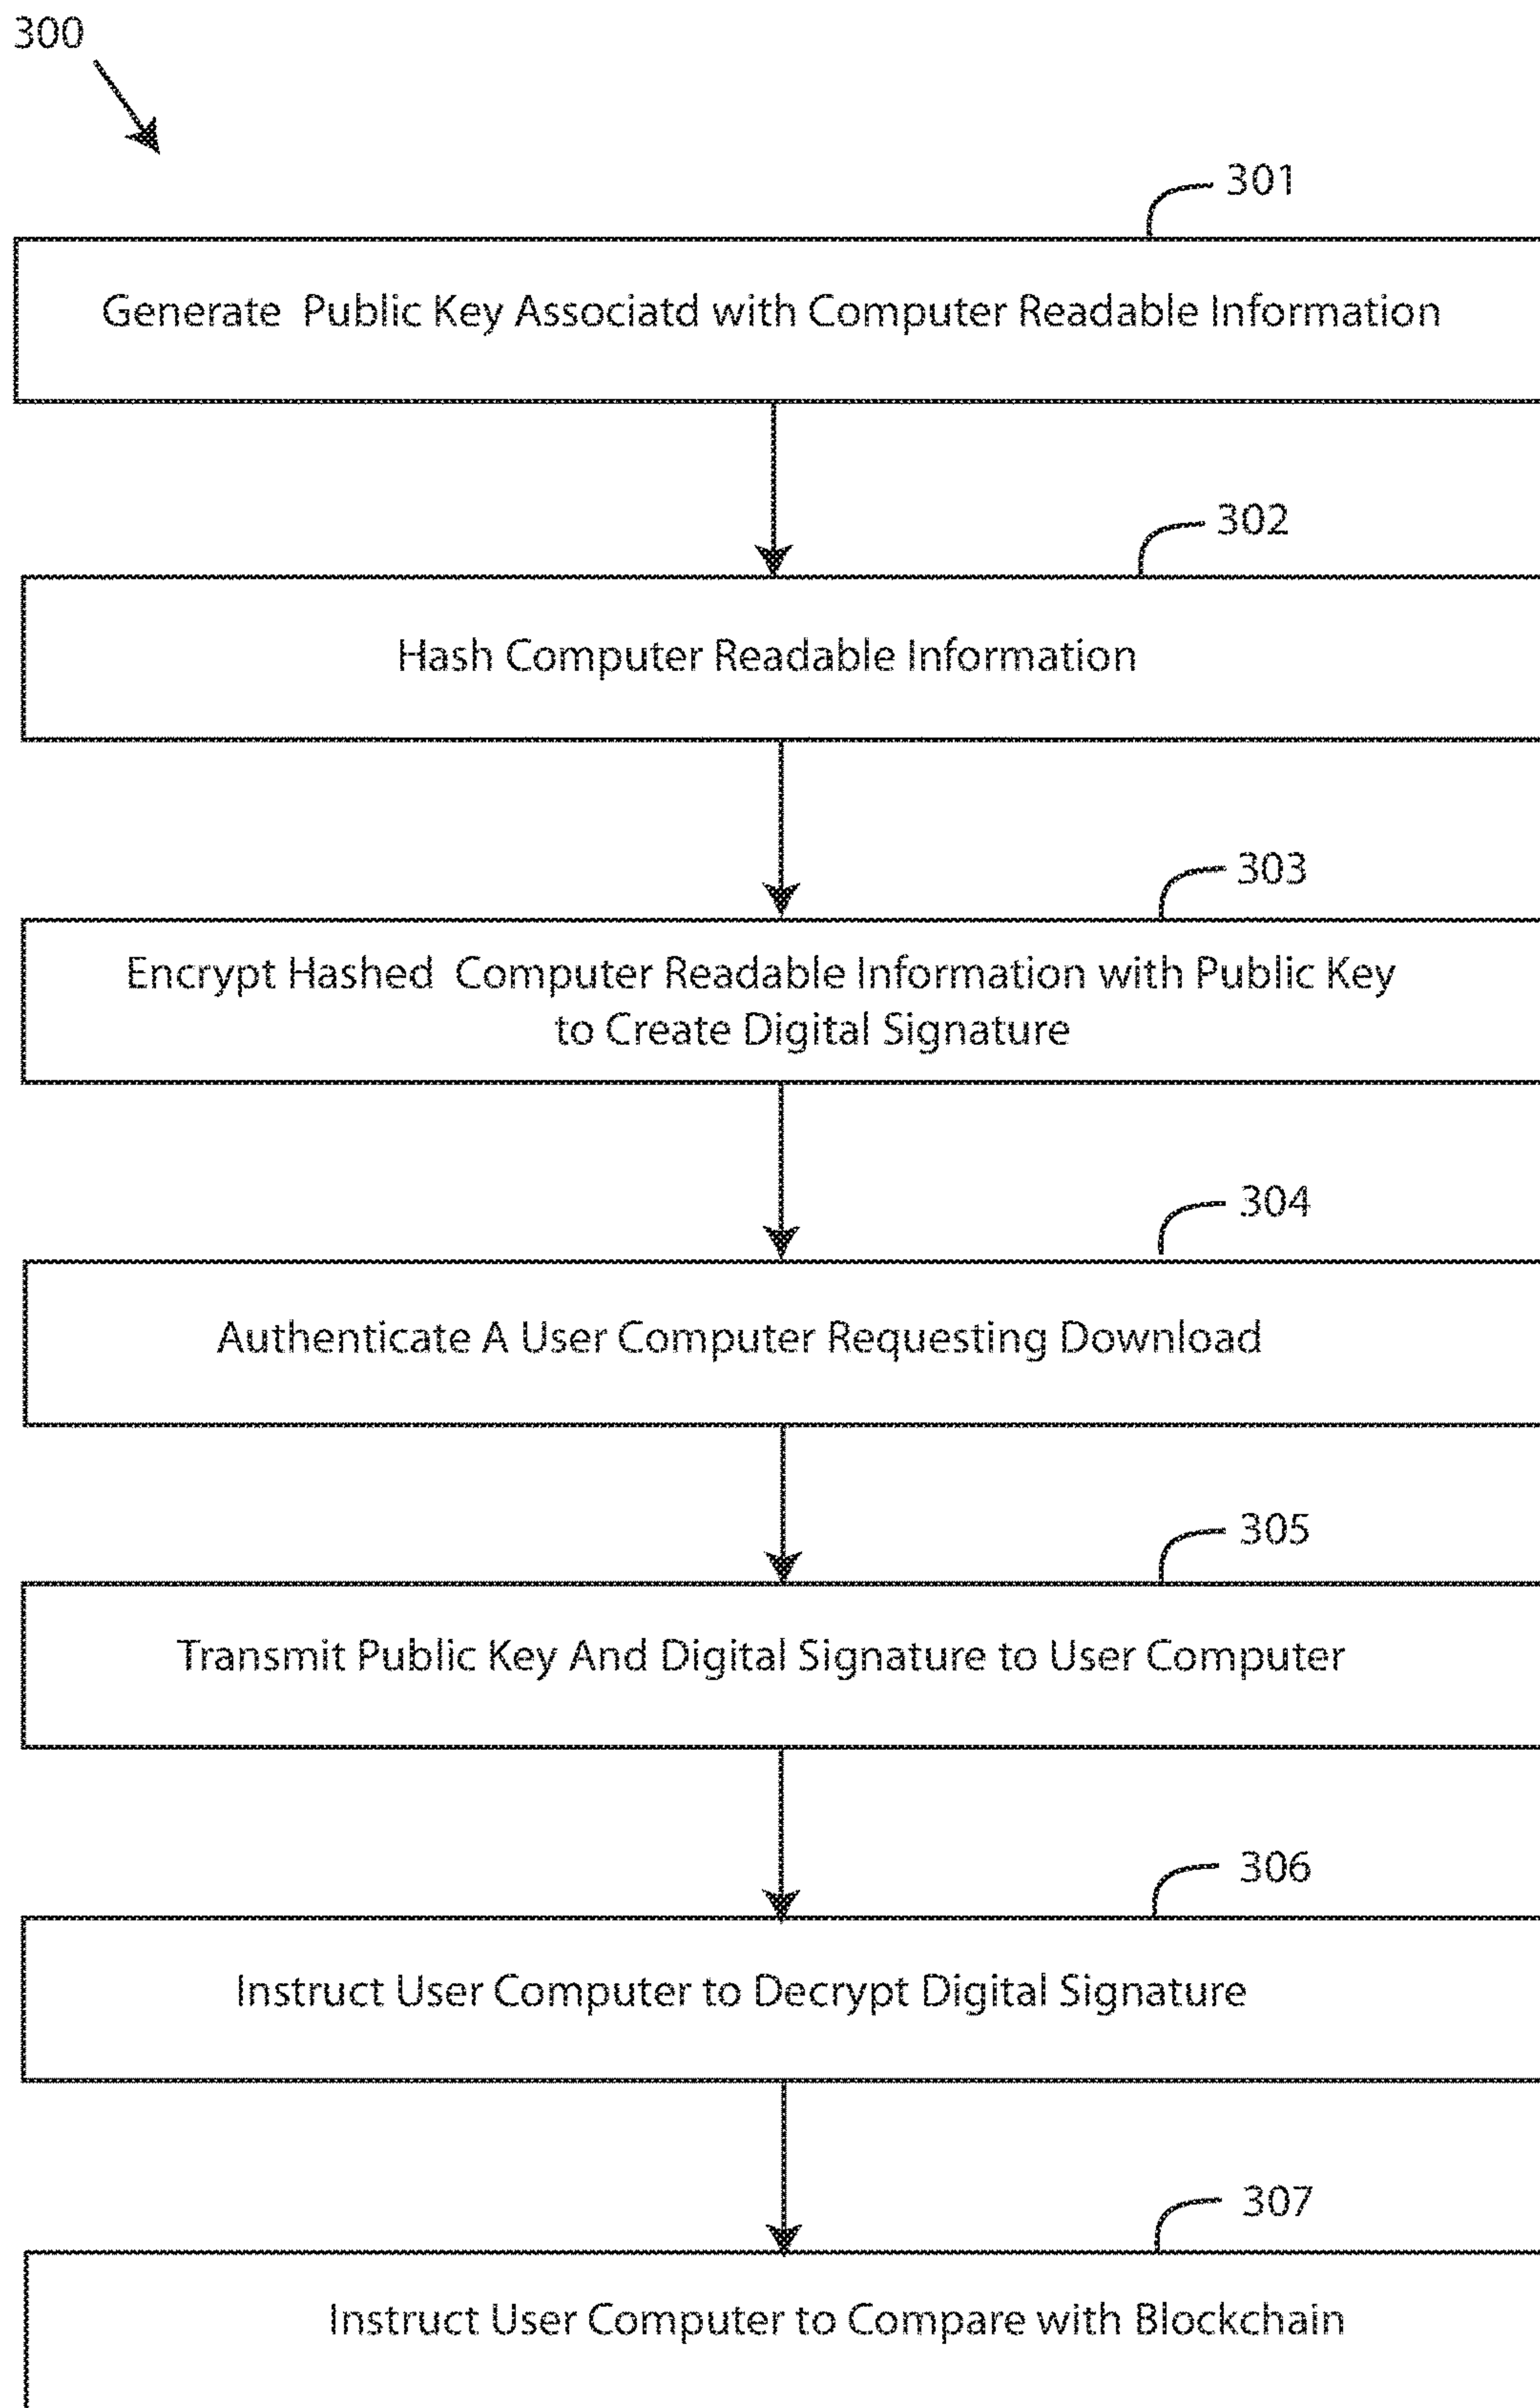 300
301
Generate Public Key Associatd with Computer Readable Information
302
Hash Computer Readable Information
303
Encrypt Hashed Computer Readable Information with Public Key
to Create Digital Signature
304
Authenticate A User Computer Requesting Download
305
Transmit Public Key And Digital Signature to User Computer
306
Instruct User Computer to Decrypt Digital Signature
307
Instruct User Computer to Compare with Blockchain